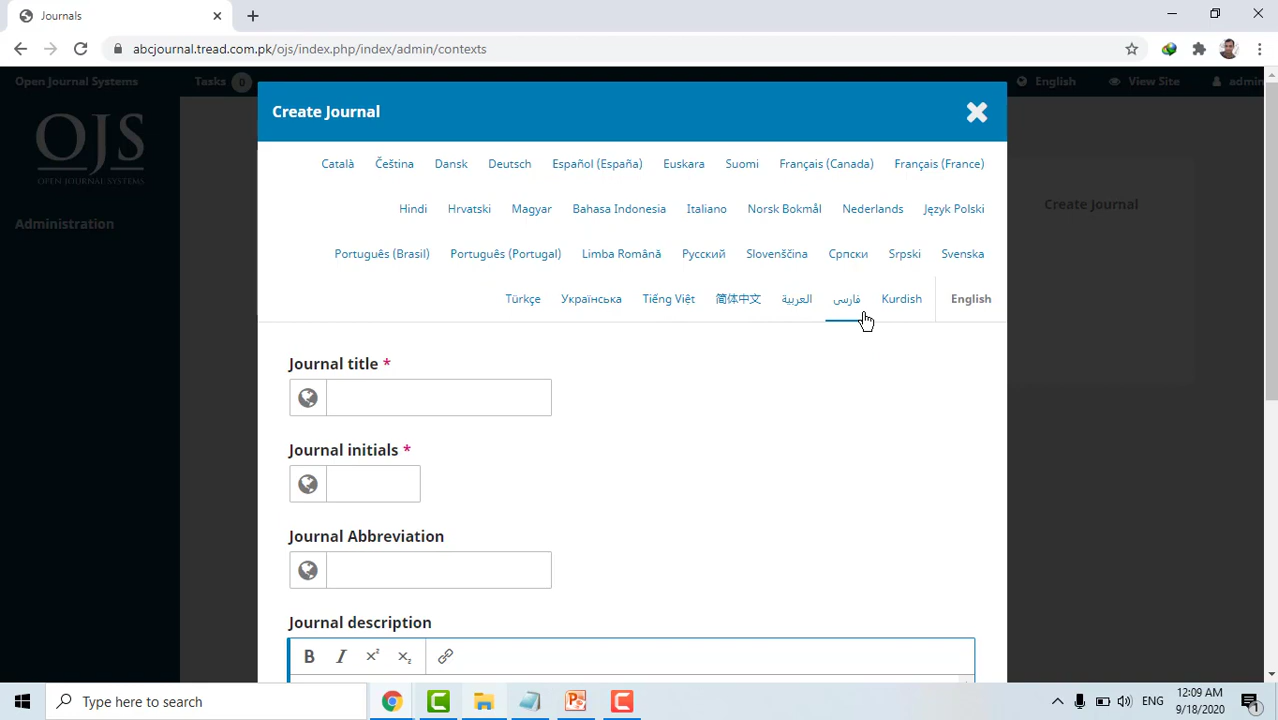 Journals
abcjournal.tread.com.pk/ojs/index.php/index/admin/contexts
Open Journal Systems
Tasks 0
English
View Site
admin
OJS
OPEN JOURNAL SYSTEMS
Administration
Create Journal
Create Journal
Català Čeština Dansk Deutsch Español (España) Euskara Suomi Français (Canada) Français (France)
Hindi Hrvatski Magyar Bahasa Indonesia Italiano Norsk Bokmål Nederlands Język Polski
Português (Brasil) Português (Portugal) Limba Română Русский Slovenščina Српски Srpski Svenska
Türkçe Українська Tiếng Việt 简体中文 العربية فارسی Kurdish English
Journal title *
Journal initials *
Journal Abbreviation
Journal description
B I x² x₂
Type here to search
ENG
12:09 AM
9/18/2020
1